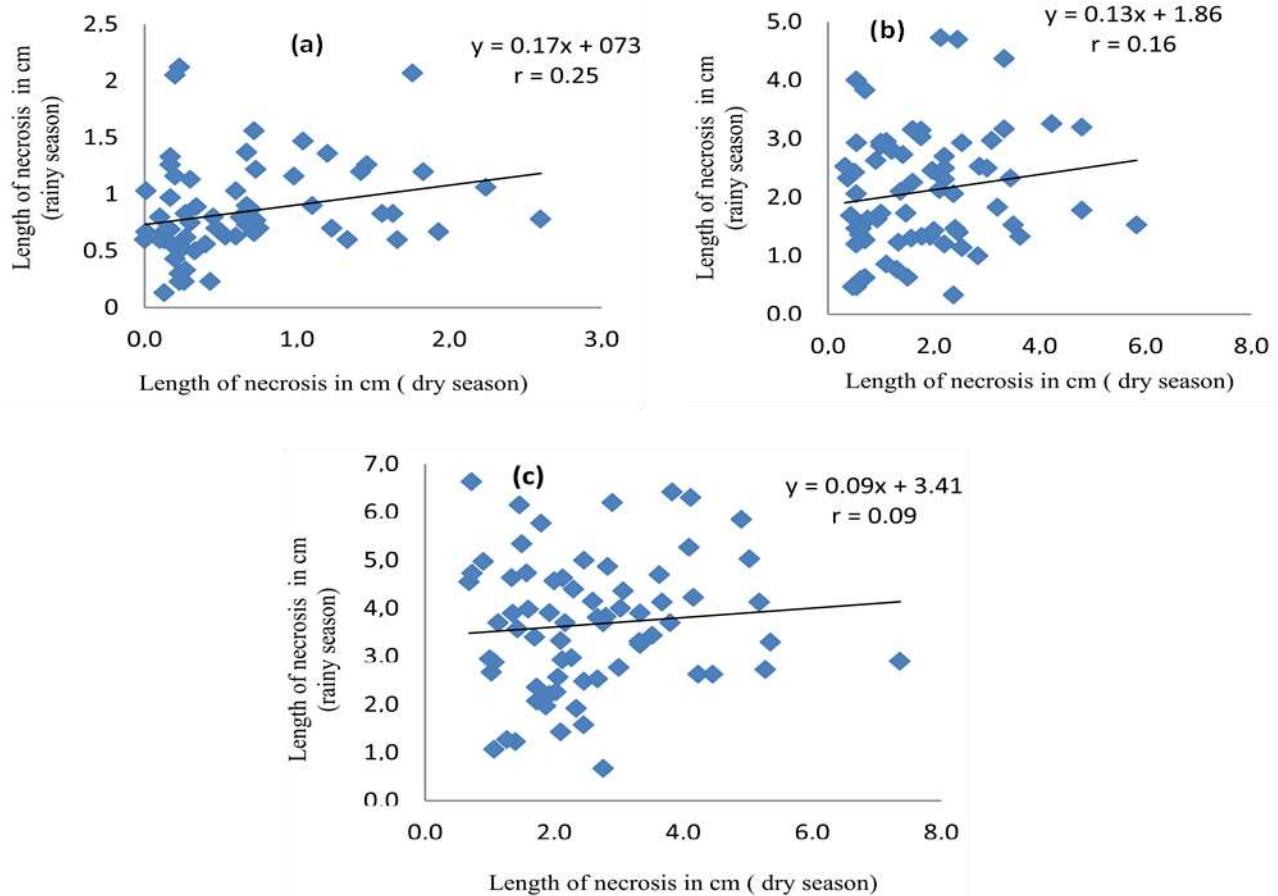 (a)
y = 0.17x + 073
r = 0.25
Length of necrosis in cm
(rainy season)
2.5
2
1.5
1
0.5
0
0,0
1,0
2,0
3,0
Length of necrosis in cm ( dry season)
(b)
y = 0.13x + 1.86
r = 0.16
Length of necrosis in cm
(rainy season)
5.0
4.0
3.0
2.0
1.0
0.0
0.0
2.0
4.0
6.0
8.0
Length of necrosis in cm ( dry season)
(c)
y = 0.09x + 3.41
r = 0.09
Length of necrosis in cm
(rainy season)
7.0
6.0
5.0
4.0
3.0
2.0
1.0
0.0
0.0
2.0
4.0
6.0
8.0
Length of necrosis in cm ( dry season)